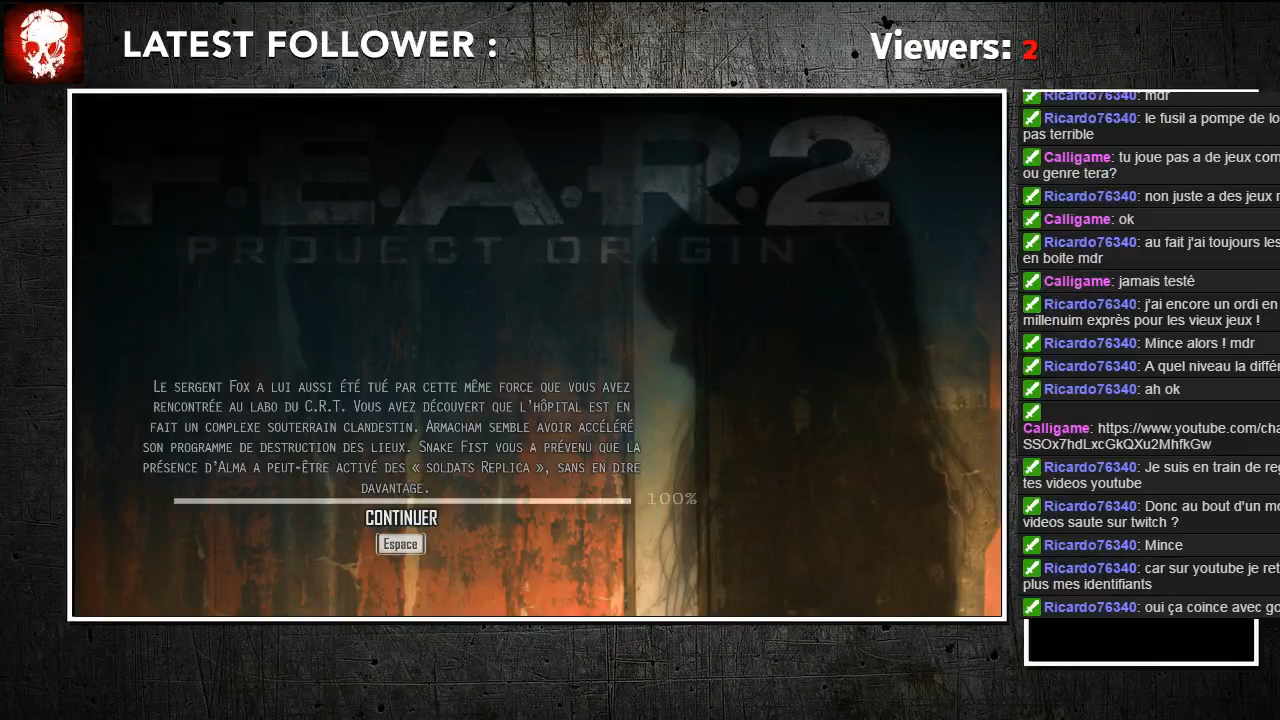 LATEST FOLLOWER :
Viewers: 2
F.E.A.R.2
PROJECT ORIGIN
LE SERGENT FOX A LUI AUSSI ÉTÉ TUÉ PAR CETTE MÊME FORCE QUE VOUS AVEZ
RENCONTRÉE AU LABO DU C.R.T. VOUS AVEZ DÉCOUVERT QUE L'HÔPITAL EST EN
FAIT UN COMPLEXE SOUTERRAIN CLANDESTIN. ARMACHAM SEMBLE AVOIR ACCÉLÉRÉ
SON PROGRAMME DE DESTRUCTION DES LIEUX. SNAKE FIST VOUS A PRÉVENU QUE LA
PRÉSENCE D'ALMA A PEUT-ÊTRE ACTIVÉ DES « SOLDATS REPLICA », SANS EN DIRE
DAVANTAGE.
100%
CONTINUER
Espace
Ricardo76340: mdr
Ricardo76340: le fusil a pompe de lo
pas terrible
Calligame: tu joue pas a de jeux com
ou genre tera?
Ricardo76340: non juste a des jeux
Calligame: ok
Ricardo76340: au fait j'ai toujours les
en boite mdr
Calligame: jamais testé
Ricardo76340: j'ai encore un ordi en
millenuim exprès pour les vieux jeux !
Ricardo76340: Mince alors ! mdr
Ricardo76340: A quel niveau la différ
Ricardo76340: ah ok
Calligame: https://www.youtube.com/cha
SSOx7hdLxcGkQXu2MhfkGw
Ricardo76340: Je suis en train de reg
tes videos youtube
Ricardo76340: Donc au bout d'un mo
videos saute sur twitch ?
Ricardo76340: Mince
Ricardo76340: car sur youtube je ret
plus mes identifiants
Ricardo76340: oui ça coince avec go